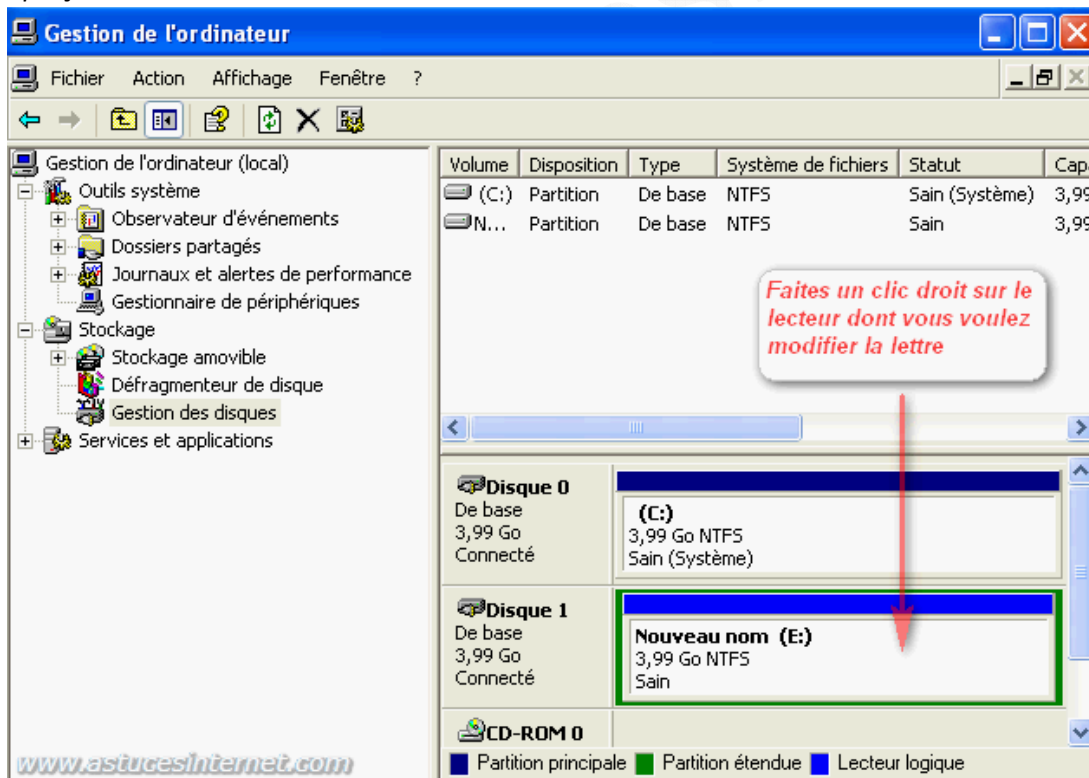 Gestion de l'ordinateur
Fichier Action Affichage Fenêtre ?
Gestion de l'ordinateur (local)
Outils système
Observateur d'événements
Dossiers partagés
Journaux et alertes de performance
Gestionnaire de périphériques
Stockage
Stockage amovible
Défragmenteur de disque
Gestion des disques
Services et applications
Volume Disposition Type Système de fichiers Statut Cap
(C:) Partition De base NTFS Sain (Système) 3,99
N... Partition De base NTFS Sain 3,99
Faites un clic droit sur le
lecteur dont vous voulez
modifier la lettre
Disque 0
De base
3,99 Go
Connecté
(C:)
3,99 Go NTFS
Sain (Système)
Disque 1
De base
3,99 Go
Connecté
Nouveau nom (E:)
3,99 Go NTFS
Sain
CD-ROM 0
Partition principale Partition étendue Lecteur logique
www.astucesinternet.com